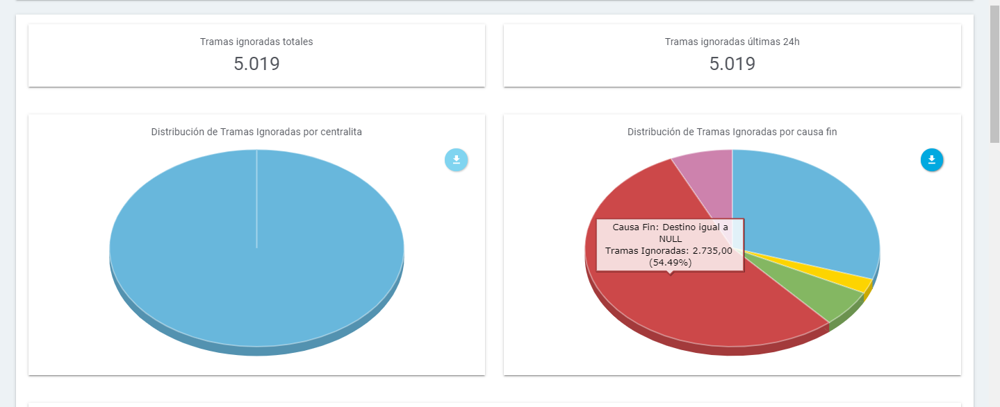 Tramas ignoradas totales
5.019
Tramas ignoradas últimas 24h
5.019
Distribución de Tramas Ignoradas por centralita
Distribución de Tramas Ignoradas por causa fin
Causa Fin: Destino igual a
NULL
Tramas Ignoradas: 2.735,00
(54.49%)